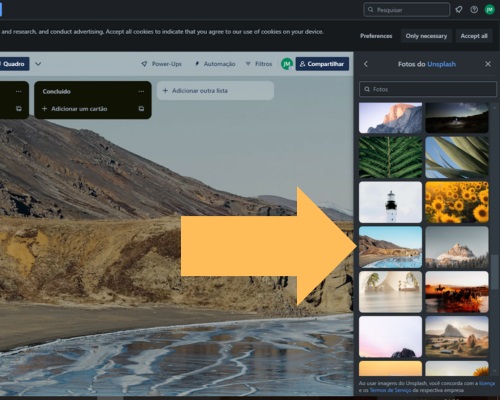 Pesquisar
JM
and research, and conduct advertising. Accept all cookies to indicate that you agree to our use of cookies on your device.
Preferences
Only necessary
Accept all
Quadro
Power-Ups
Automação
Filtros
JM
Compartilhar
Fotos do Unsplash
Concluído
Adicionar outra lista
Fotos
Adicionar um cartão
Ao usar imagens do Unsplash, você concorda com a licença
e os Termos de Serviço da respectiva empresa